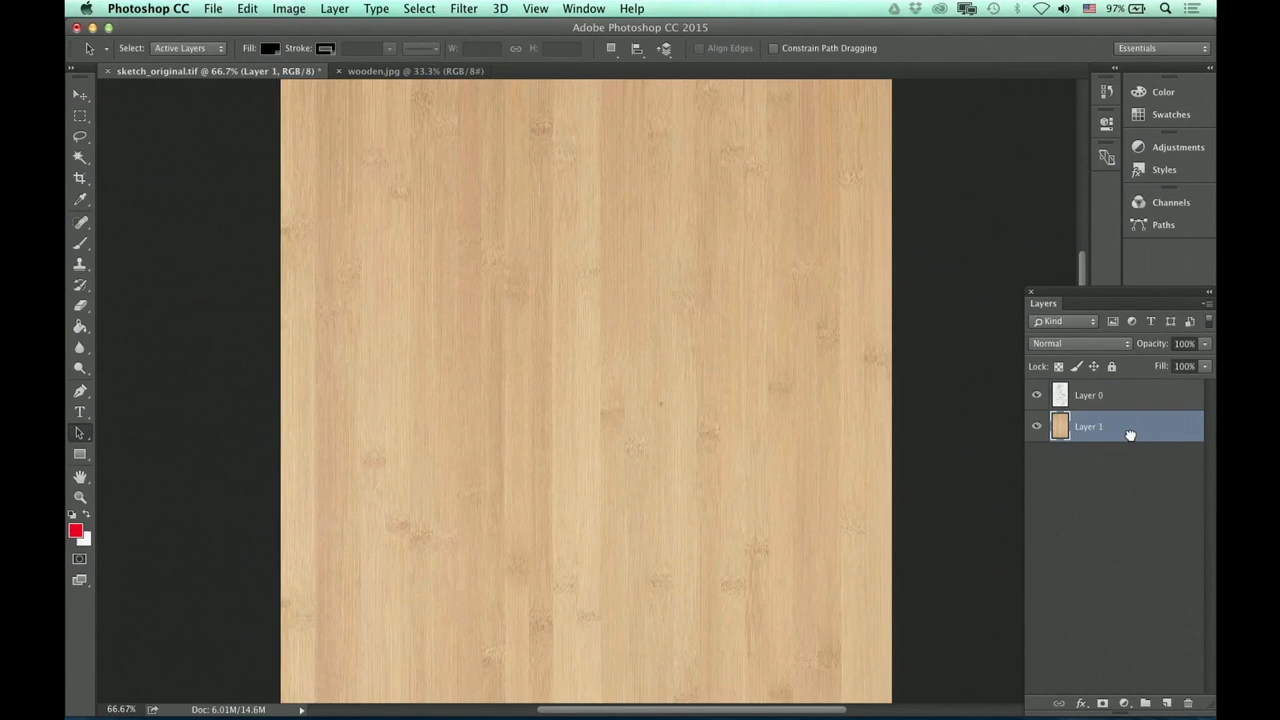 Photoshop CC File Edit Image Layer Type Select Filter 3D View Window Help 97%
Adobe Photoshop CC 2015
Select: Active Layers Fill: Stroke: W: H: Align Edges Constrain Path Dragging Essentials
× sketch_original.tif @ 66.7% (Layer 1, RGB/8) * × wooden.jpg @ 33.3% (RGB/8#)
Color
Swatches
Adjustments
Styles
Channels
Paths
Layers
Kind
Normal Opacity: 100%
Lock: Fill: 100%
Layer 0
Layer 1
66.67% Doc: 6.01M/14.6M